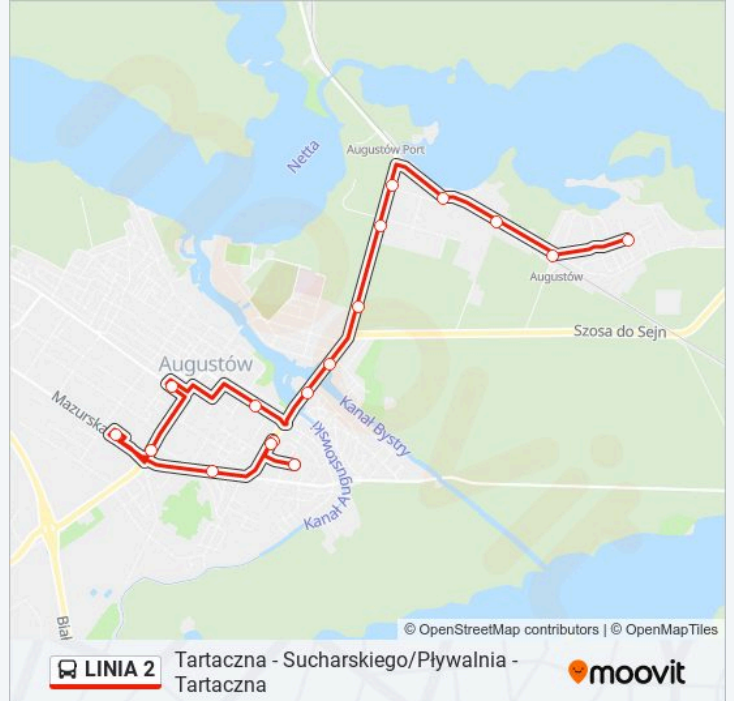 Netta
Augustów Port
Augustów
Szosa do Sejn
Augustów
Mazurska
Kanał Bystry
Kanał Augustowski
Biał
© OpenStreetMap contributors | © OpenMapTiles
LINIA 2
Tartaczna - Sucharskiego/Pływalnia -
Tartaczna
moovit